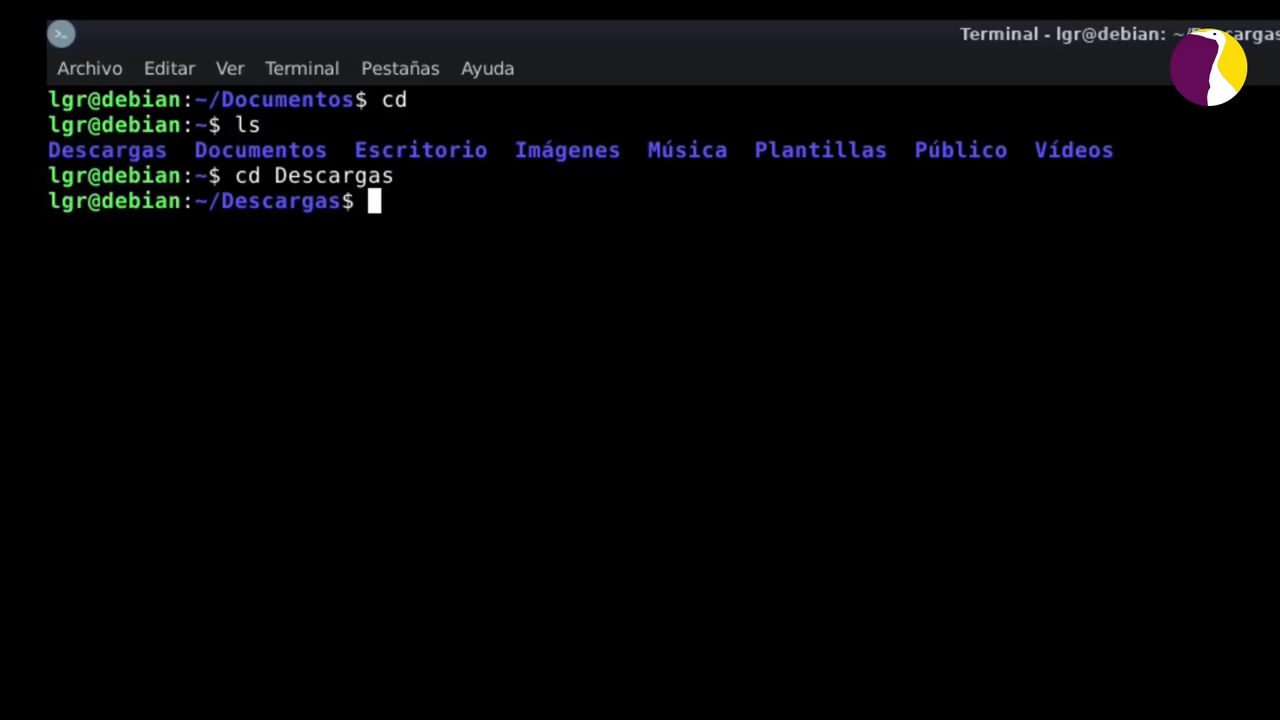 Terminal - lgr@debian: ~/Descargas
Archivo Editar Ver Terminal Pestañas Ayuda
lgr@debian:~/Documentos$ cd
lgr@debian:~$ ls
Descargas Documentos Escritorio Imágenes Música Plantillas Público Vídeos
lgr@debian:~$ cd Descargas
lgr@debian:~/Descargas$